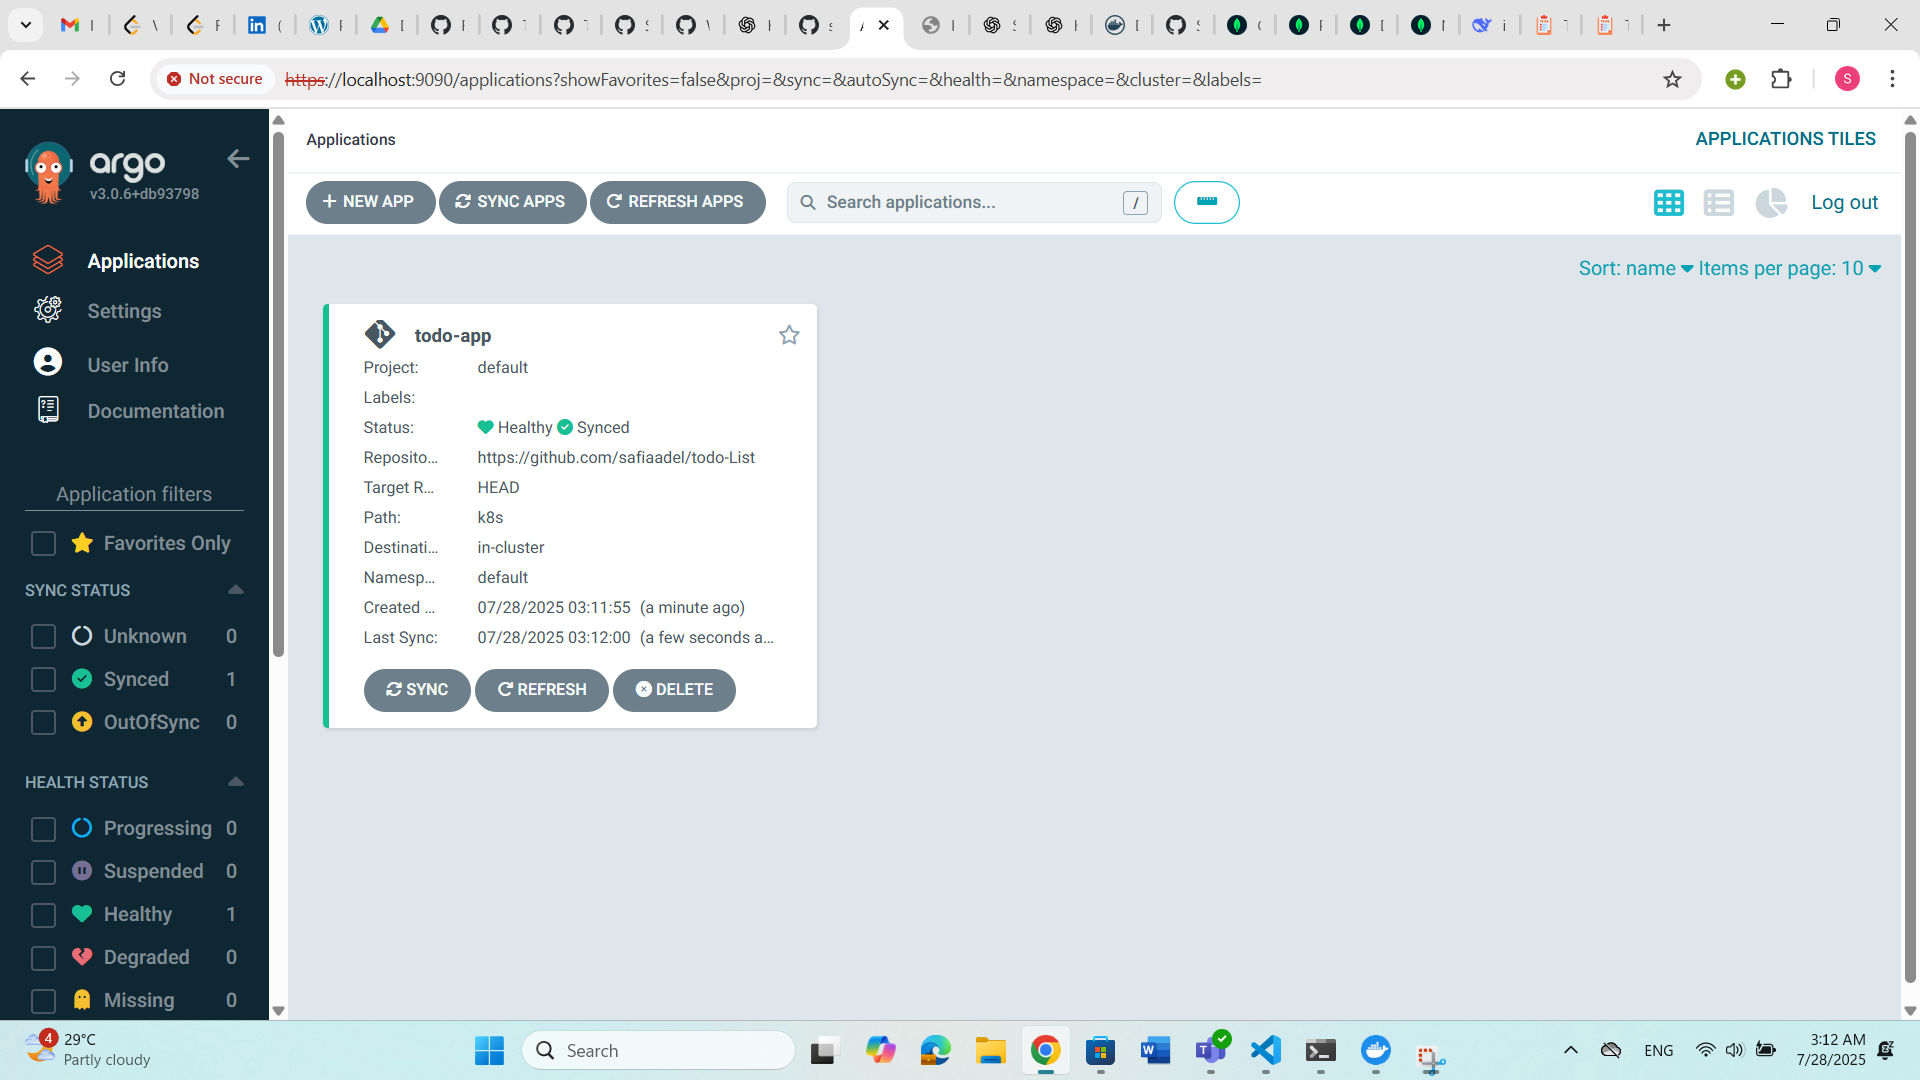 Not secure
https://localhost:9090/applications?showFavorites=false&proj=&sync=&autoSync=&health=&namespace=&cluster=&labels=
S
argo
v3.0.6+db93798
Applications
Settings
User Info
Documentation
Application filters
Favorites Only
SYNC STATUS
Unknown 0
Synced 1
OutOfSync 0
HEALTH STATUS
Progressing 0
Suspended 0
Healthy 1
Degraded 0
Missing 0
Applications
APPLICATIONS TILES
NEW APP
SYNC APPS
REFRESH APPS
Search applications...
/
Log out
Sort: name
Items per page: 10
todo-app
Project: default
Labels:
Status: Healthy Synced
Reposito... https://github.com/safiaadel/todo-List
Target R... HEAD
Path: k8s
Destinati... in-cluster
Namesp... default
Created ... 07/28/2025 03:11:55 (a minute ago)
Last Sync: 07/28/2025 03:12:00 (a few seconds a...
SYNC
REFRESH
DELETE
4
29°C
Partly cloudy
Search
ENG
3:12 AM
7/28/2025